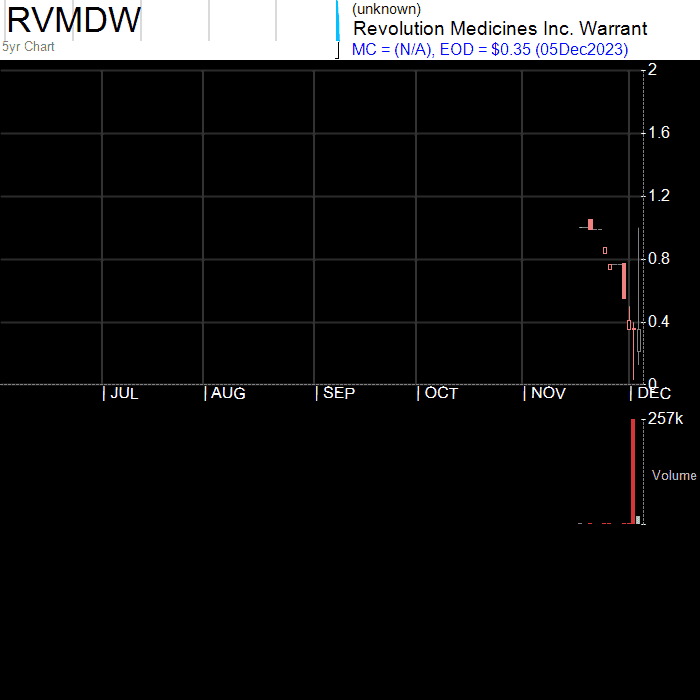 RVMDW
5yr Chart
(unknown)
Revolution Medicines Inc. Warrant
MC = (N/A), EOD = $0.35 (05Dec2023)
2
1.6
1.2
0.8
0.4
0
| JUL | AUG | SEP | OCT | NOV | DEC
257k
Volume